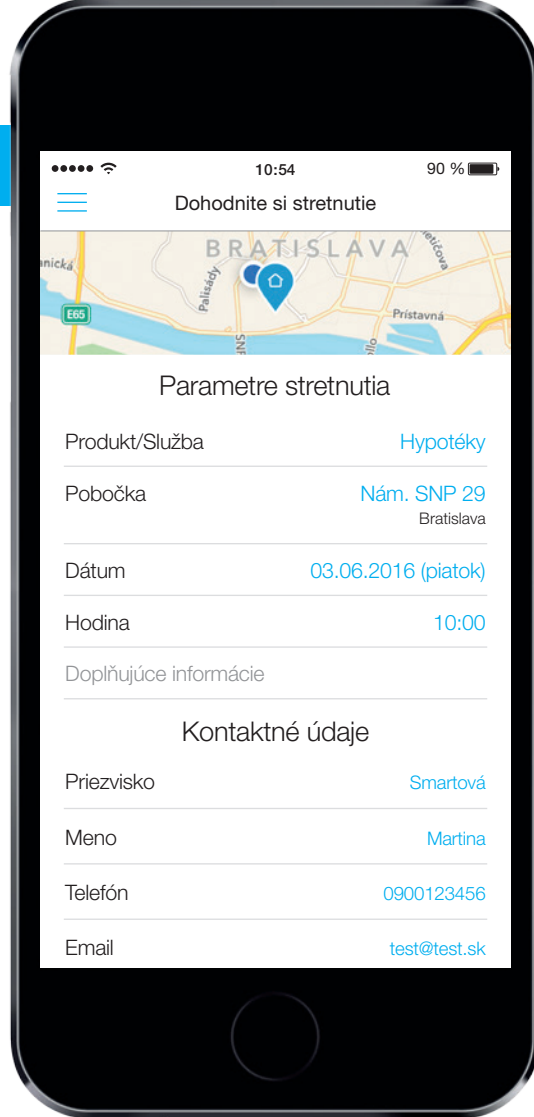 10:54
90 %
Dohodnite si stretnutie
BRATISLAVA
Palisády
E65
Prístavná
Parametre stretnutia
Produkt/Služba Hypotéky
Pobočka Nám. SNP 29
Bratislava
Dátum 03.06.2016 (piatok)
Hodina 10:00
Doplňujúce informácie
Kontaktné údaje
Priezvisko Smartová
Meno Martina
Telefón 0900123456
Email test@test.sk